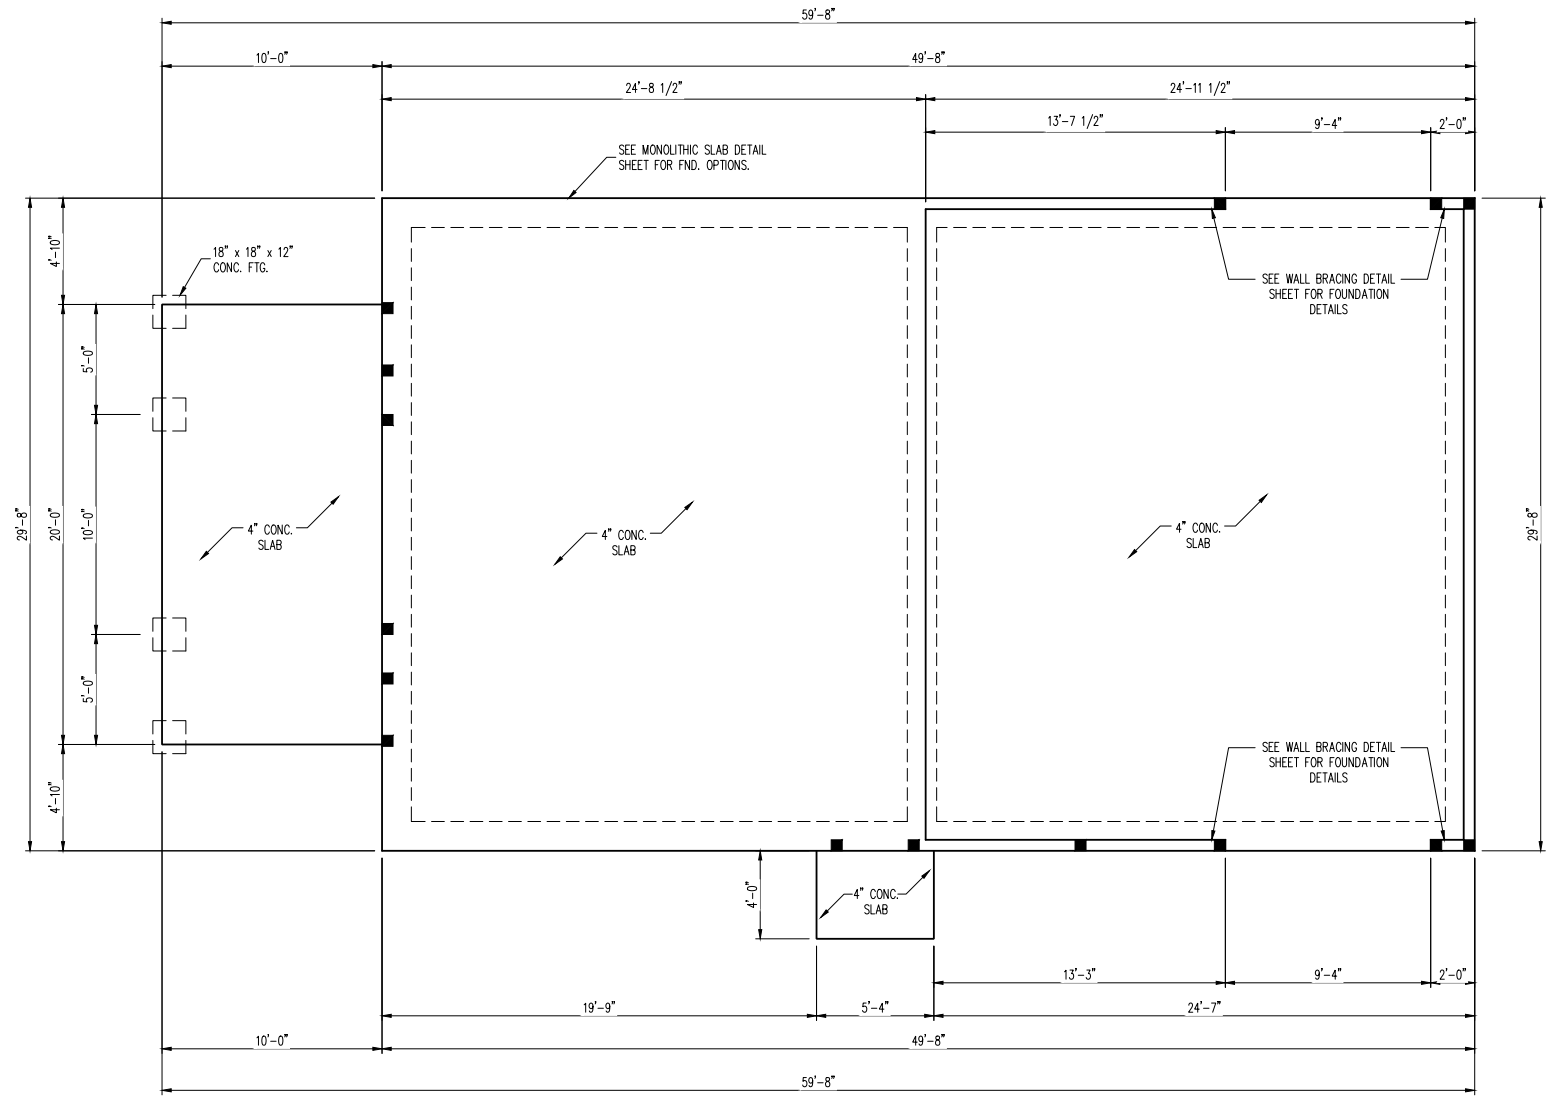 59'-8"
10'-0"
49'-8"
24'-8 1/2"
24'-11 1/2"
13'-7 1/2"
9'-4"
2'-0"
SEE MONOLITHIC SLAB DETAIL
SHEET FOR FND. OPTIONS.
4'-10"
18" x 18" x 12"
CONC. FTG.
SEE WALL BRACING DETAIL
SHEET FOR FOUNDATION
DETAILS
5'-0"
29'-8"
20'-0"
10'-0"
4" CONC.
SLAB
4" CONC.
SLAB
4" CONC.
SLAB
29'-8"
5'-0"
4'-10"
SEE WALL BRACING DETAIL
SHEET FOR FOUNDATION
DETAILS
4'-0"
4" CONC.
SLAB
13'-3"
9'-4"
2'-0"
19'-9"
5'-4"
24'-7"
10'-0"
49'-8"
59'-8"